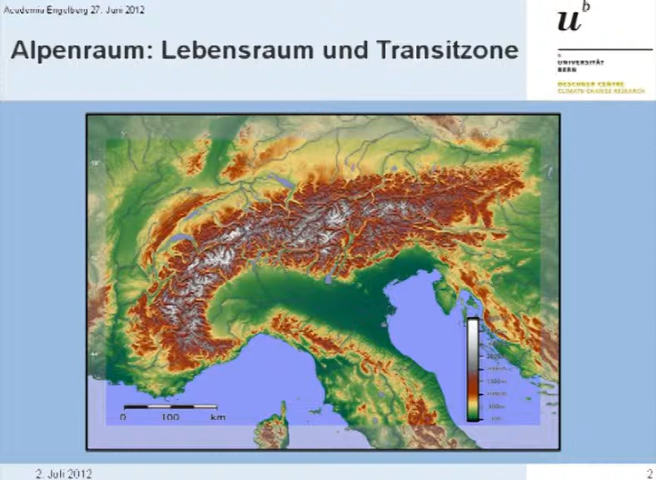 Academia Engelberg 27. Juni 2012
Alpenraum: Lebensraum und Transitzone
u^b
UNIVERSITÄT
BERN
OESCHGER CENTRE
CLIMATE CHANGE RESEARCH
0 100 km
2. Juli 2012
2